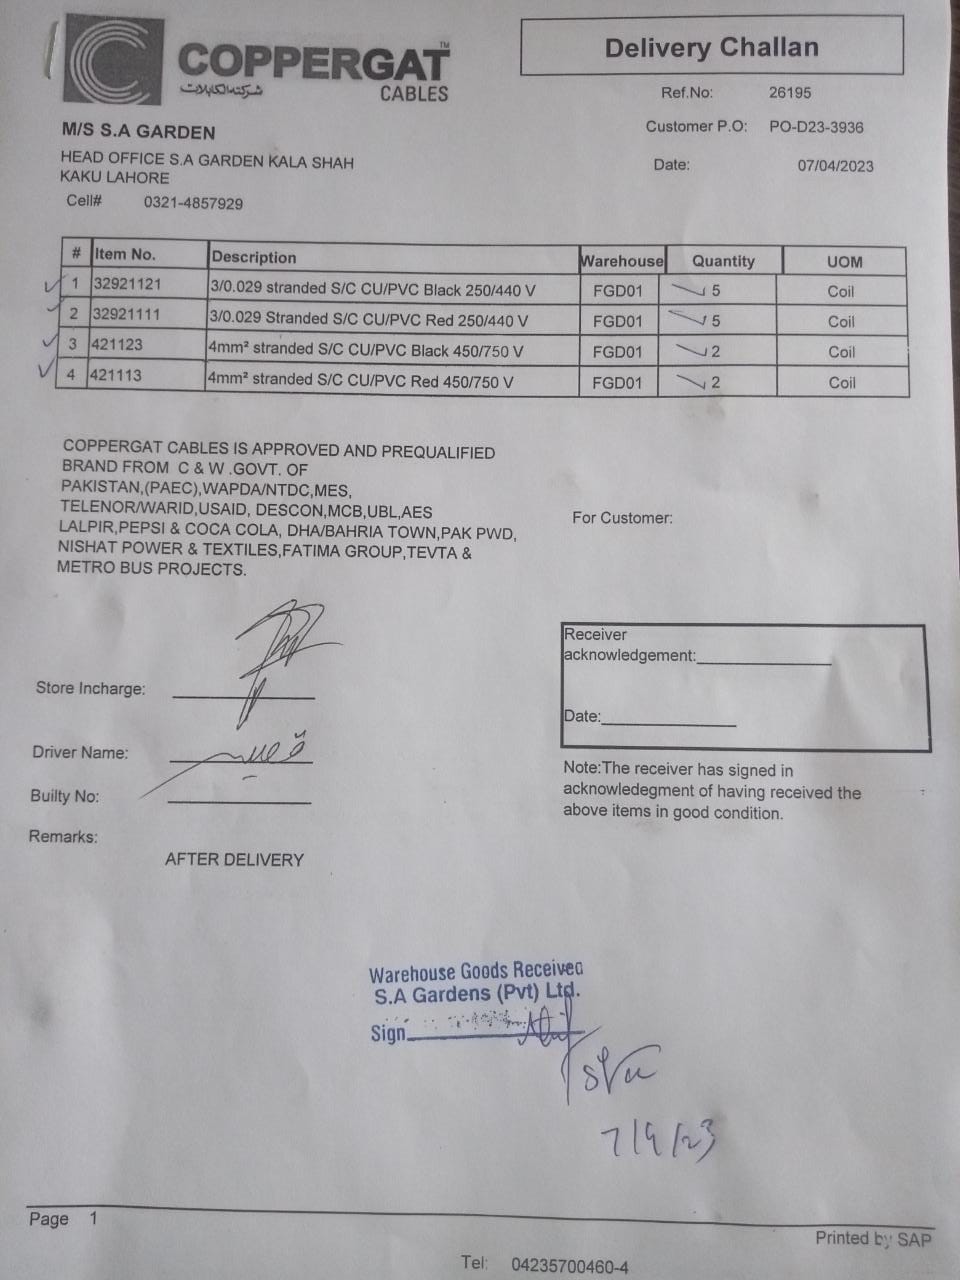 COPPERGAT™
CABLES
Delivery Challan
Ref.No: 26195
Customer P.O: PO-D23-3936
Date: 07/04/2023
M/S S.A GARDEN
HEAD OFFICE S.A GARDEN KALA SHAH
KAKU LAHORE
Cell# 0321-4857929
# Item No. Description Warehouse Quantity UOM
1 32921121 3/0.029 stranded S/C CU/PVC Black 250/440 V FGD01 5 Coil
2 32921111 3/0.029 Stranded S/C CU/PVC Red 250/440 V FGD01 5 Coil
3 421123 4mm² stranded S/C CU/PVC Black 450/750 V FGD01 2 Coil
4 421113 4mm² stranded S/C CU/PVC Red 450/750 V FGD01 2 Coil
COPPERGAT CABLES IS APPROVED AND PREQUALIFIED
BRAND FROM C & W .GOVT. OF
PAKISTAN,(PAEC),WAPDA/NTDC,MES,
TELENOR/WARID,USAID, DESCON,MCB,UBL,AES
LALPIR,PEPSI & COCA COLA, DHA/BAHRIA TOWN,PAK PWD,
NISHAT POWER & TEXTILES,FATIMA GROUP,TEVTA &
METRO BUS PROJECTS.
For Customer:
Receiver
acknowledgement:
Date:
Store Incharge:
Driver Name:
Builty No:
Remarks:
AFTER DELIVERY
Note:The receiver has signed in
acknowledegment of having received the
above items in good condition.
Warehouse Goods Received
S.A Gardens (Pvt) Ltd.
Sign
7/9/23
Page 1
Printed by SAP
Tel: 04235700460-4